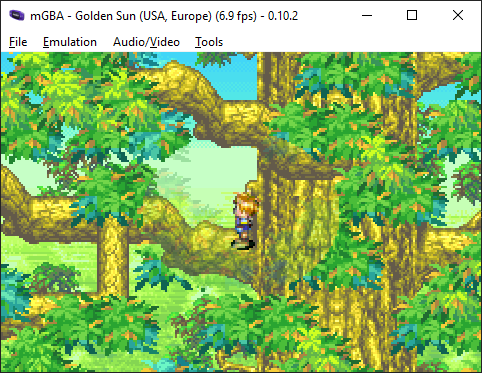 mGBA - Golden Sun (USA, Europe) (6.9 fps) - 0.10.2
File Emulation Audio/Video Tools